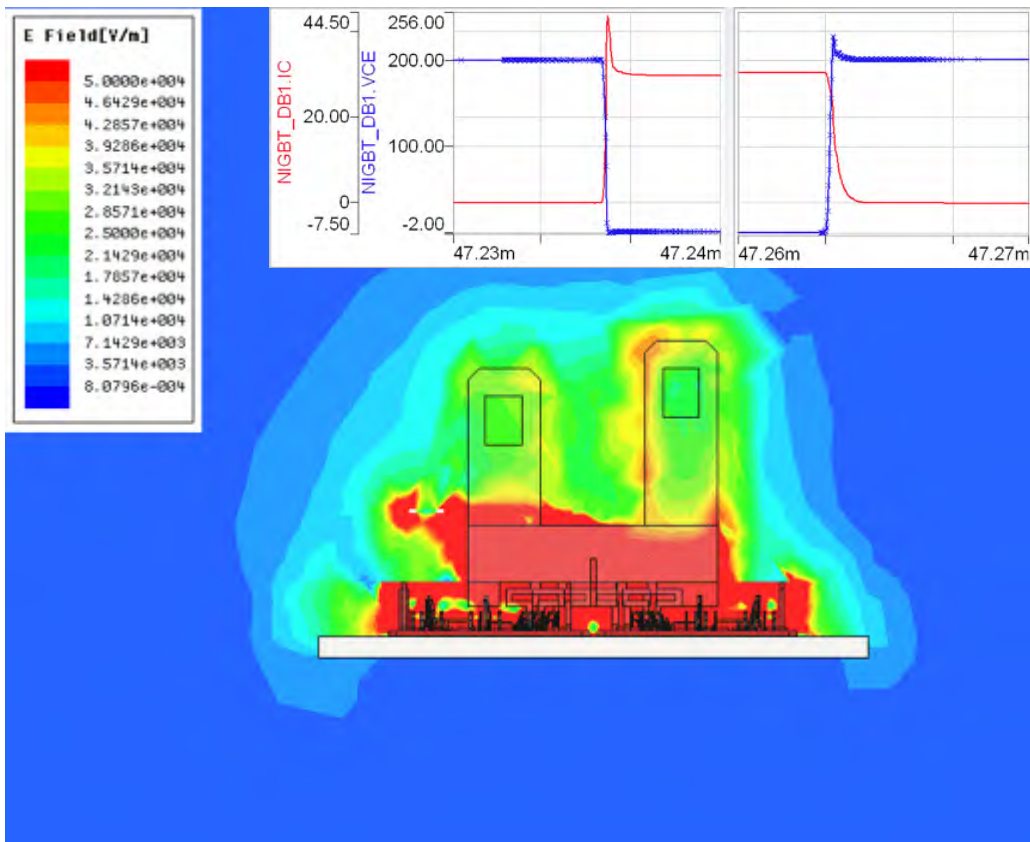 E Field[V/m]
5.0000e+004
4.6429e+004
4.2857e+004
3.9286e+004
3.5714e+004
3.2143e+004
2.8571e+004
2.5000e+004
2.1429e+004
1.7857e+004
1.4286e+004
1.0714e+004
7.1429e+003
3.5714e+003
8.0796e-004
NIGBT_DB1.IC
44.50
20.00
0
-7.50
NIGBT_DB1.VCE
256.00
200.00
100.00
-2.00
47.23m
47.24m
47.26m
47.27m